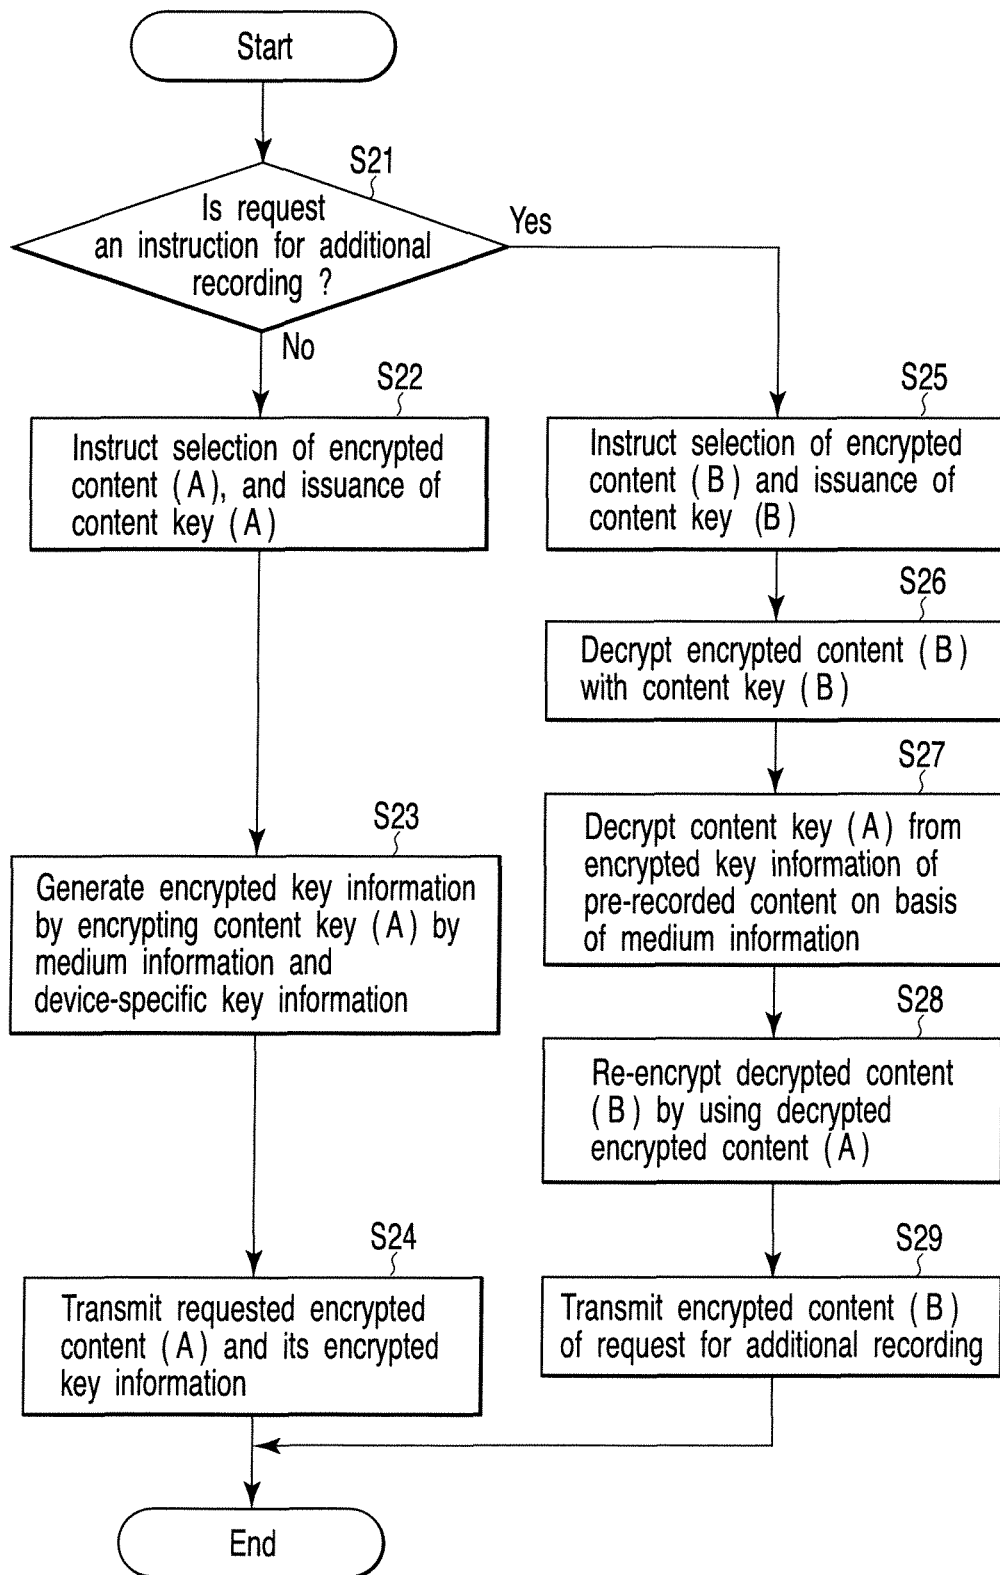 Start
S21
Is request
an instruction for additional
recording ?
Yes
No
S22
Instruct selection of encrypted
content (A), and issuance of
content key (A)
S23
Generate encrypted key information
by encrypting content key (A) by
medium information and
device-specific key information
S24
Transmit requested encrypted
content (A) and its encrypted
key information
S25
Instruct selection of encrypted
content (B) and issuance of
content key (B)
S26
Decrypt encrypted content (B)
with content key (B)
S27
Decrypt content key (A) from
encrypted key information of
pre-recorded content on basis
of medium information
S28
Re-encrypt decrypted content
(B) by using decrypted
encrypted content (A)
S29
Transmit encrypted content (B)
of request for additional recording
End